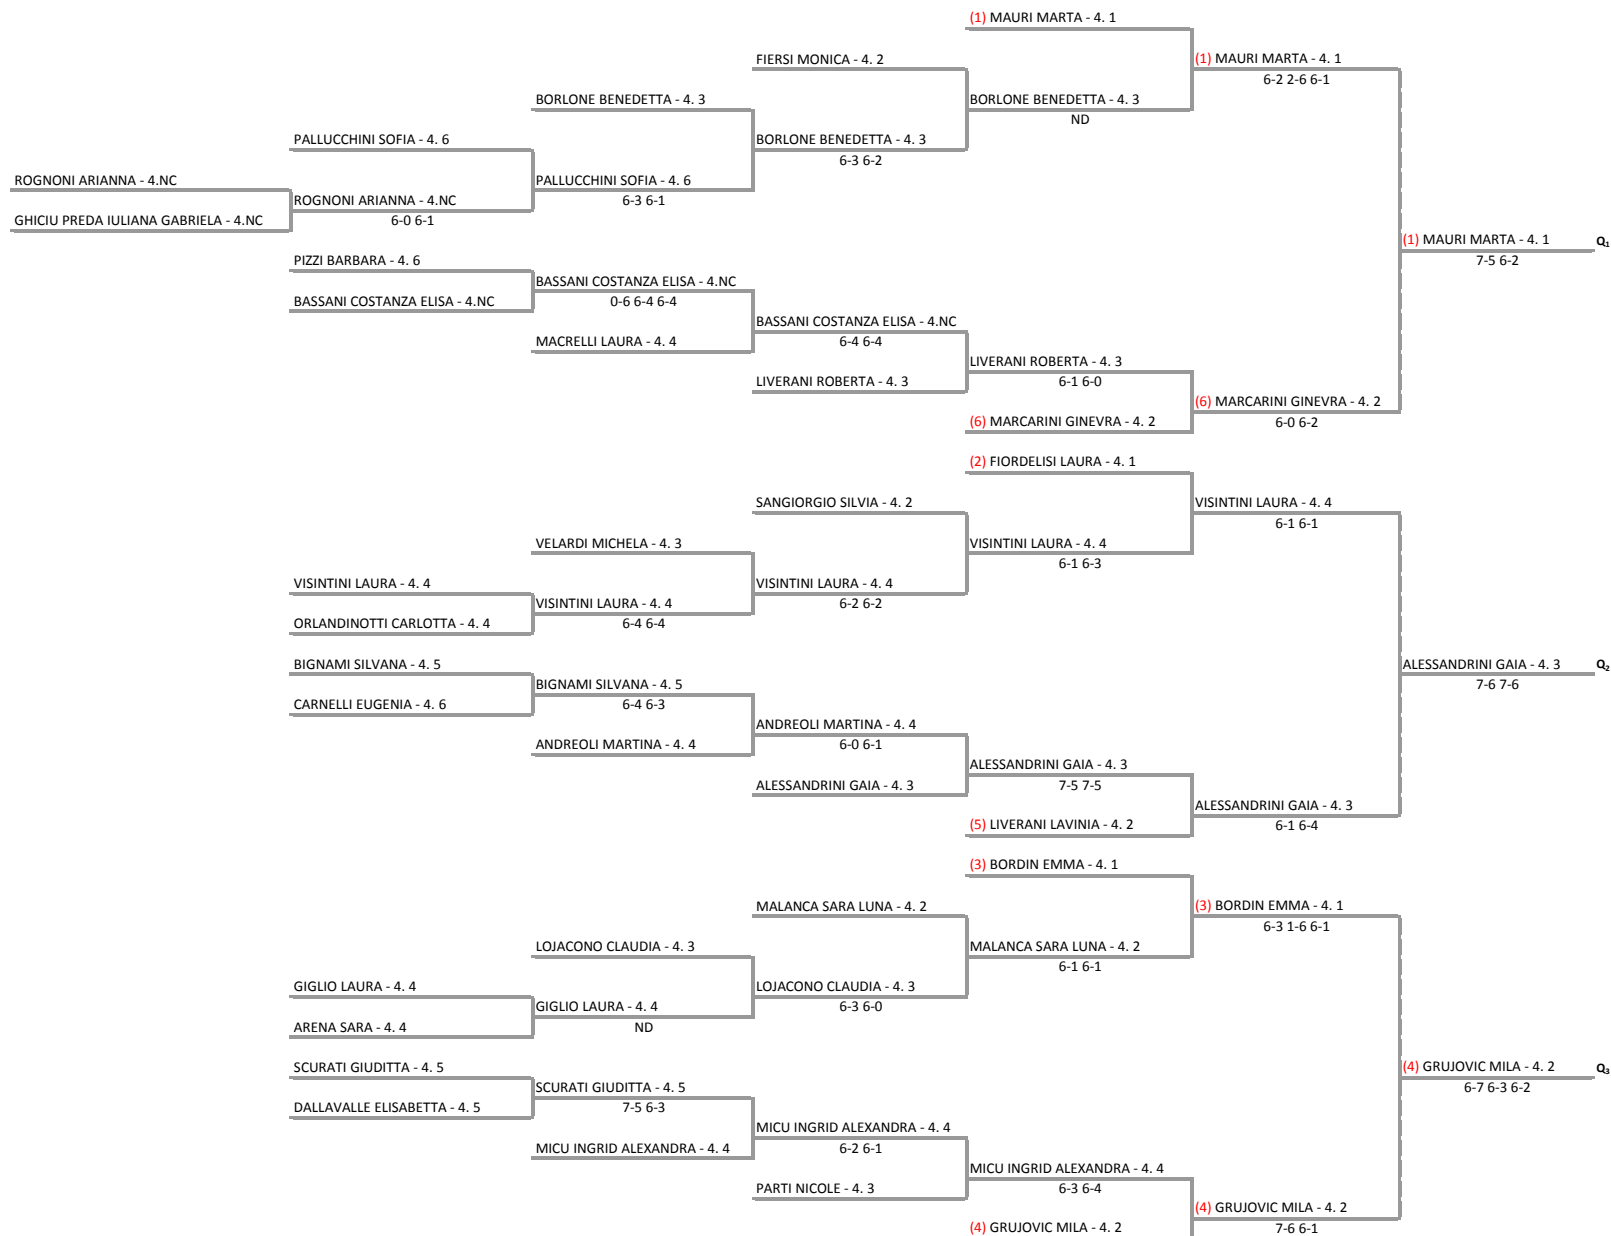 (1) MAURI MARTA - 4. 1
FIERSI MONICA - 4. 2
(1) MAURI MARTA - 4. 1
6-2 2-6 6-1
BORLONE BENEDETTA - 4. 3
BORLONE BENEDETTA - 4. 3
ND
PALLUCCHINI SOFIA - 4. 6
BORLONE BENEDETTA - 4. 3
6-3 6-2
ROGNONI ARIANNA - 4.NC
PALLUCCHINI SOFIA - 4. 6
6-3 6-1
ROGNONI ARIANNA - 4.NC
6-0 6-1
GHICIU PREDA IULIANA GABRIELA - 4.NC
(1) MAURI MARTA - 4. 1
7-5 6-2
Q₁
PIZZI BARBARA - 4. 6
BASSANI COSTANZA ELISA - 4.NC
0-6 6-4 6-4
BASSANI COSTANZA ELISA - 4.NC
BASSANI COSTANZA ELISA - 4.NC
6-4 6-4
MACRELLI LAURA - 4. 4
LIVERANI ROBERTA - 4. 3
6-1 6-0
LIVERANI ROBERTA - 4. 3
(6) MARCARINI GINEVRA - 4. 2
6-0 6-2
(6) MARCARINI GINEVRA - 4. 2
(2) FIORDELISI LAURA - 4. 1
SANGIORGIO SILVIA - 4. 2
VISINTINI LAURA - 4. 4
6-1 6-1
VELARDI MICHELA - 4. 3
VISINTINI LAURA - 4. 4
6-1 6-3
VISINTINI LAURA - 4. 4
VISINTINI LAURA - 4. 4
6-2 6-2
VISINTINI LAURA - 4. 4
6-4 6-4
ORLANDINOTTI CARLOTTA - 4. 4
BIGNAMI SILVANA - 4. 5
ALESSANDRINI GAIA - 4. 3
7-6 7-6
Q₂
BIGNAMI SILVANA - 4. 5
6-4 6-3
CARNELLI EUGENIA - 4. 6
ANDREOLI MARTINA - 4. 4
6-0 6-1
ANDREOLI MARTINA - 4. 4
ALESSANDRINI GAIA - 4. 3
7-5 7-5
ALESSANDRINI GAIA - 4. 3
ALESSANDRINI GAIA - 4. 3
6-1 6-4
(5) LIVERANI LAVINIA - 4. 2
(3) BORDIN EMMA - 4. 1
MALANCA SARA LUNA - 4. 2
(3) BORDIN EMMA - 4. 1
6-3 1-6 6-1
LOJACONO CLAUDIA - 4. 3
MALANCA SARA LUNA - 4. 2
6-1 6-1
GIGLIO LAURA - 4. 4
LOJACONO CLAUDIA - 4. 3
6-3 6-0
GIGLIO LAURA - 4. 4
ND
ARENA SARA - 4. 4
SCURATI GIUDITTA - 4. 5
(4) GRUJOVIC MILA - 4. 2
6-7 6-3 6-2
Q₃
SCURATI GIUDITTA - 4. 5
7-5 6-3
DALLAVALLE ELISABETTA - 4. 5
MICU INGRID ALEXANDRA - 4. 4
6-2 6-1
MICU INGRID ALEXANDRA - 4. 4
MICU INGRID ALEXANDRA - 4. 4
6-3 6-4
PARTI NICOLE - 4. 3
(4) GRUJOVIC MILA - 4. 2
7-6 6-1
(4) GRUJOVIC MILA - 4. 2